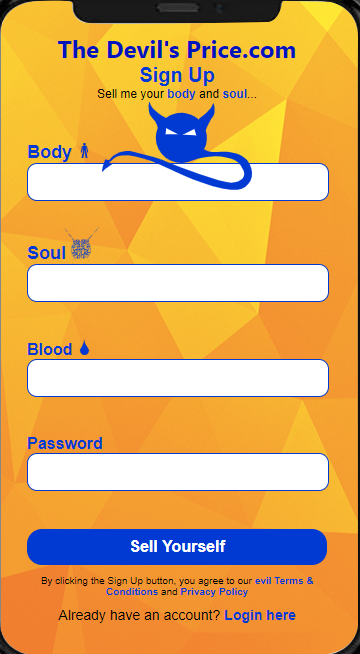 The Devil's Price.com
Sign Up
Sell me your body and soul...
Body
Soul
Blood
Password
Sell Yourself
By clicking the Sign Up button, you agree to our evil Terms &
Conditions and Privacy Policy
Already have an account? Login here